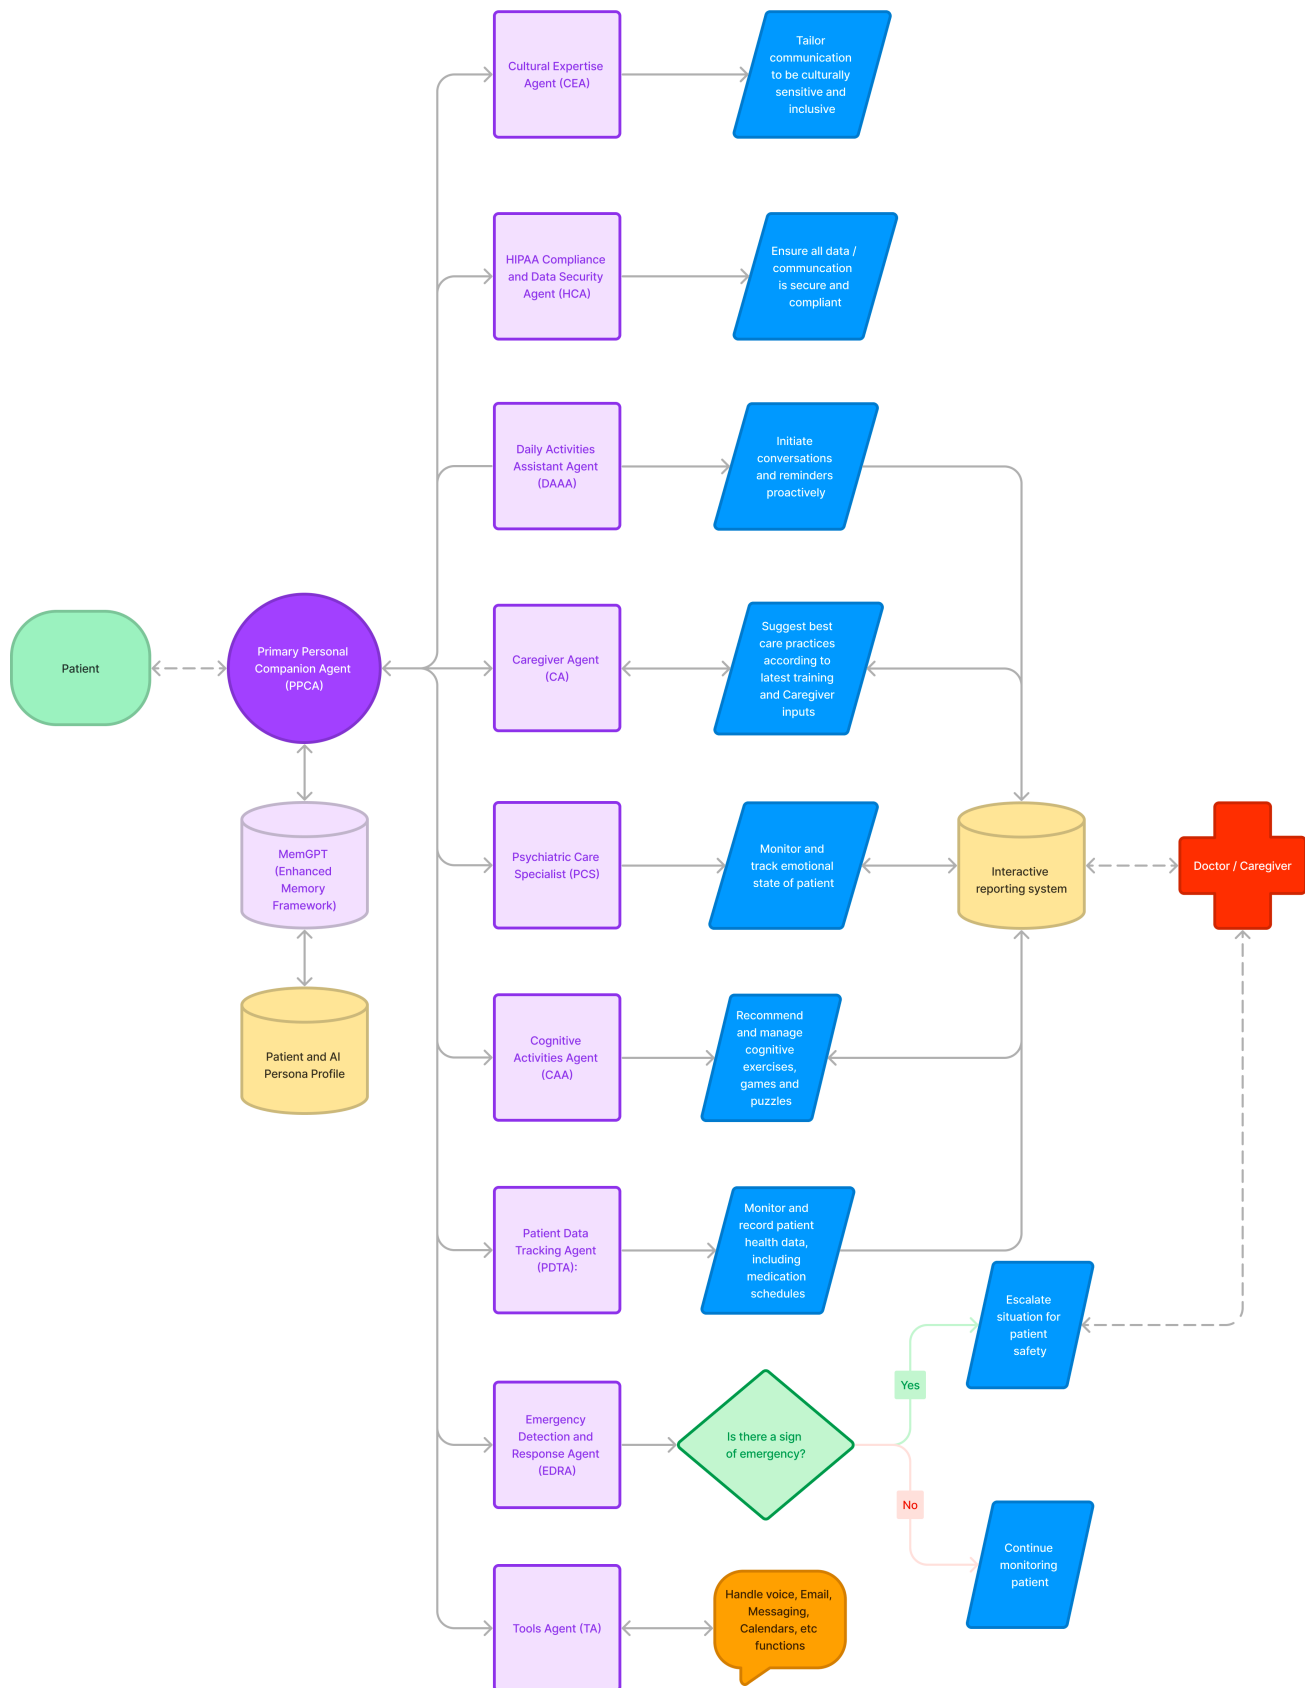 Cultural Expertise
Agent (CEA)
Tailor
communication
to be culturally
sensitive and
inclusive
HIPAA Compliance
and Data Security
Agent (HCA)
Ensure all data /
communcation
is secure and
compliant
Daily Activities
Assistant Agent
(DAAA)
Initiate
conversations
and reminders
proactively
Patient
Primary Personal
Companion Agent
(PPCA)
Caregiver Agent
(CA)
Suggest best
care practices
according to
latest training
and Caregiver
inputs
MemGPT
(Enhanced
Memory
Framework)
Psychiatric Care
Specialist (PCS)
Monitor and
track emotional
state of patient
Interactive
reporting system
Doctor / Caregiver
Patient and AI
Persona Profile
Cognitive
Activities Agent
(CAA)
Recommend
and manage
cognitive
exercises,
games and
puzzles
Patient Data
Tracking Agent
(PDTA):
Monitor and
record patient
health data,
including
medication
schedules
Escalate
situation for
patient
safety
Yes
Emergency
Detection and
Response Agent
(EDRA)
Is there a sign
of emergency?
No
Continue
monitoring
patient
Tools Agent (TA)
Handle voice, Email,
Messaging,
Calendars, etc
functions